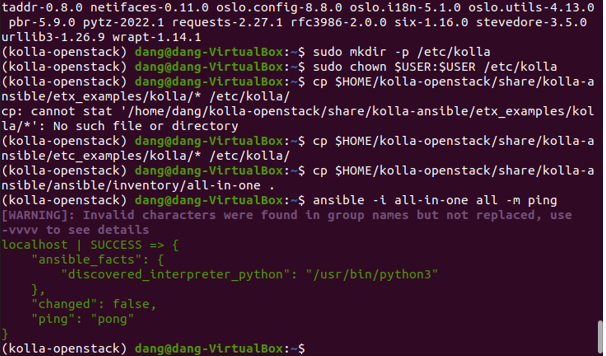 taddr-0.8.0 netifaces-0.11.0 oslo.config-8.8.0 oslo.i18n-5.1.0 oslo.utils-4.13.0
 pbr-5.9.0 pytz-2022.1 requests-2.27.1 rfc3986-2.0.0 six-1.16.0 stevedore-3.5.0
urllib3-1.26.9 wrapt-1.14.1
(kolla-openstack) dang@dang-VirtualBox:~$ sudo mkdir -p /etc/kolla
(kolla-openstack) dang@dang-VirtualBox:~$ sudo chown $USER:$USER /etc/kolla
(kolla-openstack) dang@dang-VirtualBox:~$ cp $HOME/kolla-openstack/share/kolla-a
nsible/etx_examples/kolla/* /etc/kolla/
cp: cannot stat '/home/dang/kolla-openstack/share/kolla-ansible/etx_examples/kol
la/*': No such file or directory
(kolla-openstack) dang@dang-VirtualBox:~$ cp $HOME/kolla-openstack/share/kolla-a
nsible/etc_examples/kolla/* /etc/kolla/
(kolla-openstack) dang@dang-VirtualBox:~$ cp $HOME/kolla-openstack/share/kolla-a
nsible/ansible/inventory/all-in-one .
(kolla-openstack) dang@dang-VirtualBox:~$ ansible -i all-in-one all -m ping
[WARNING]: Invalid characters were found in group names but not replaced, use
-vvvv to see details
localhost | SUCCESS => {
    "ansible_facts": {
        "discovered_interpreter_python": "/usr/bin/python3"
    },
    "changed": false,
    "ping": "pong"
}
(kolla-openstack) dang@dang-VirtualBox:~$